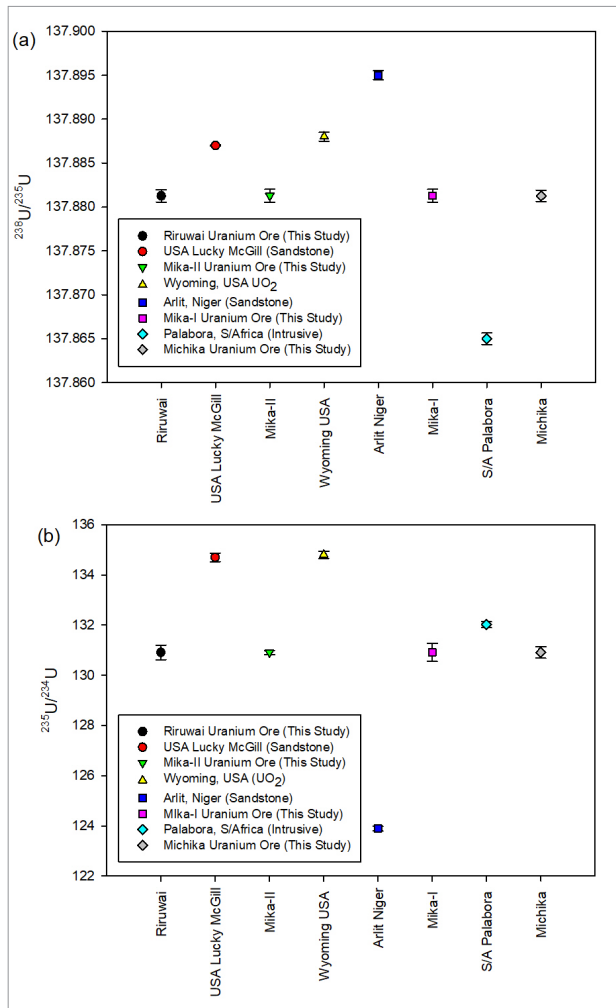 (a)
137.900
137.895
137.890
137.885
137.880
137.875
137.870
137.865
137.860
²³⁸U/²³⁵U
Riruwai Uranium Ore (This Study)
USA Lucky McGill (Sandstone)
Mika-II Uranium Ore (This Study)
Wyoming, USA UO₂
Arlit, Niger (Sandstone)
Mika-I Uranium Ore (This Study)
Palabora, S/Africa (Intrusive)
Michika Uranium Ore (This Study)
Riruwai
USA Lucky McGill
Mika-II
Wyoming USA
Arlit Niger
Mika-I
S/A Palabora
Michika
(b)
136
134
132
130
128
126
124
122
²³⁵U/²³⁴U
Riruwai Uranium Ore (This Study)
USA Lucky McGill (Sandstone)
Mika-II Uranium Ore (This Study)
Wyoming, USA (UO₂)
Arlit, Niger (Sandstone)
MIka-I Uranium Ore (This Study)
Palabora, S/Africa (Intrusive)
Michika Uranium Ore (This Study)
Riruwai
USA Lucky McGill
Mika-II
Wyoming USA
Arlit Niger
Mika-I
S/A Palabora
Michika